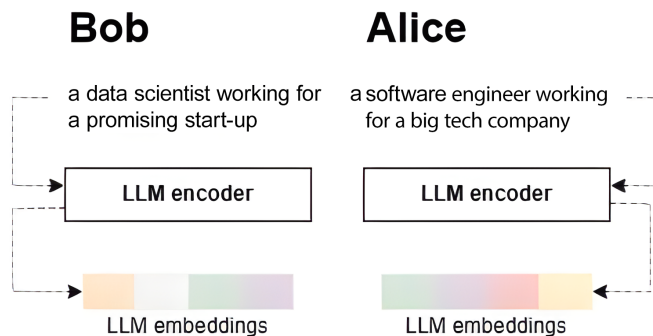 Bob
a data scientist working for
a promising start-up
LLM encoder
LLM embeddings
Alice
a software engineer working
for a big tech company
LLM encoder
LLM embeddings